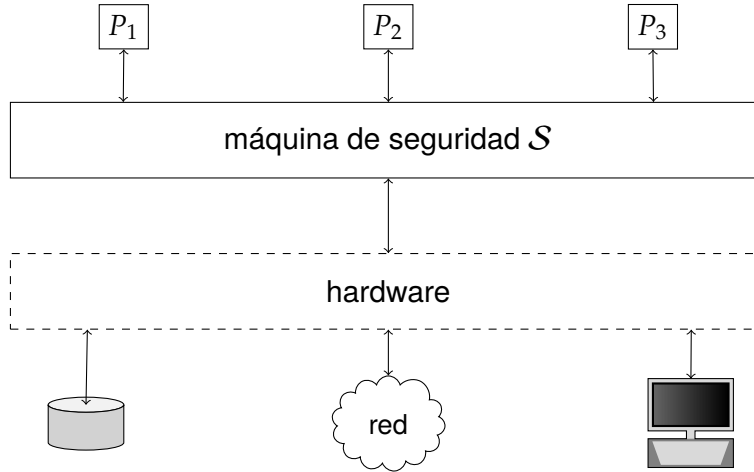 P₁ P₂ P₃
máquina de seguridad 𝒮
hardware
red